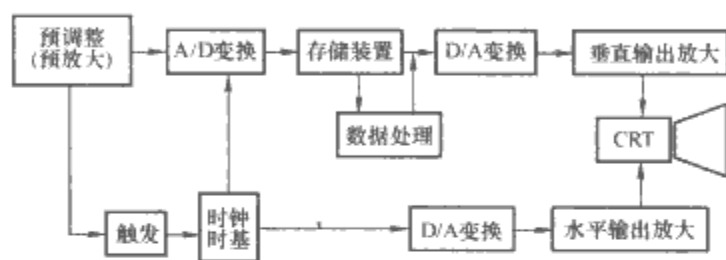 预调整
(预放大)
A/D变换
存储装置
D/A变换
垂直输出放大
数据处理
CRT
触发
时钟
时基
D/A变换
水平输出放大